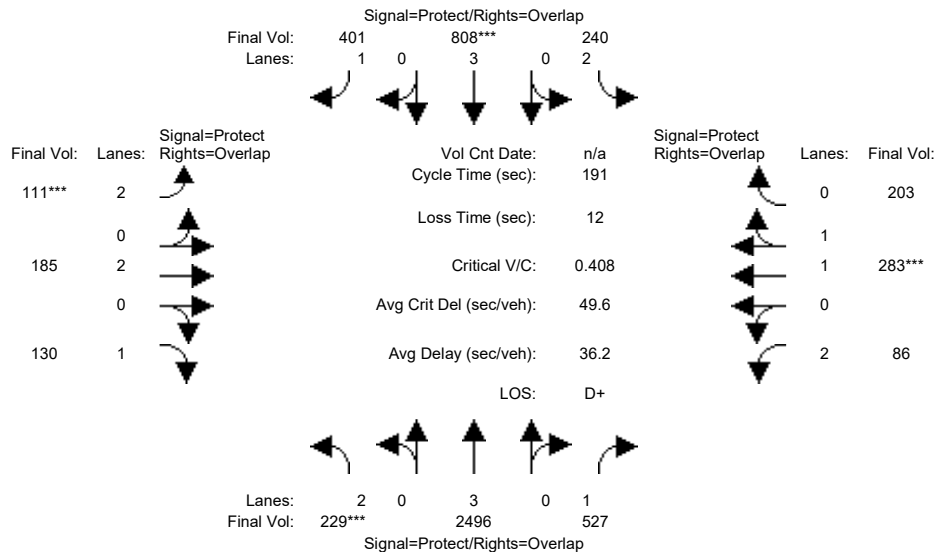 Signal=Protect/Rights=Overlap
Final Vol: 401 808*** 240
Lanes: 1 0 3 0 2
Signal=Protect Signal=Protect
Final Vol: Lanes: Rights=Overlap Vol Cnt Date: n/a Rights=Overlap Lanes: Final Vol:
Cycle Time (sec): 191
111*** 2 0 203
Loss Time (sec): 12
0 1
185 2 Critical V/C: 0.408 1 283***
0 Avg Crit Del (sec/veh): 49.6 0
130 1 Avg Delay (sec/veh): 36.2 2 86
LOS: D+
Lanes: 2 0 3 0 1
Final Vol: 229*** 2496 527
Signal=Protect/Rights=Overlap